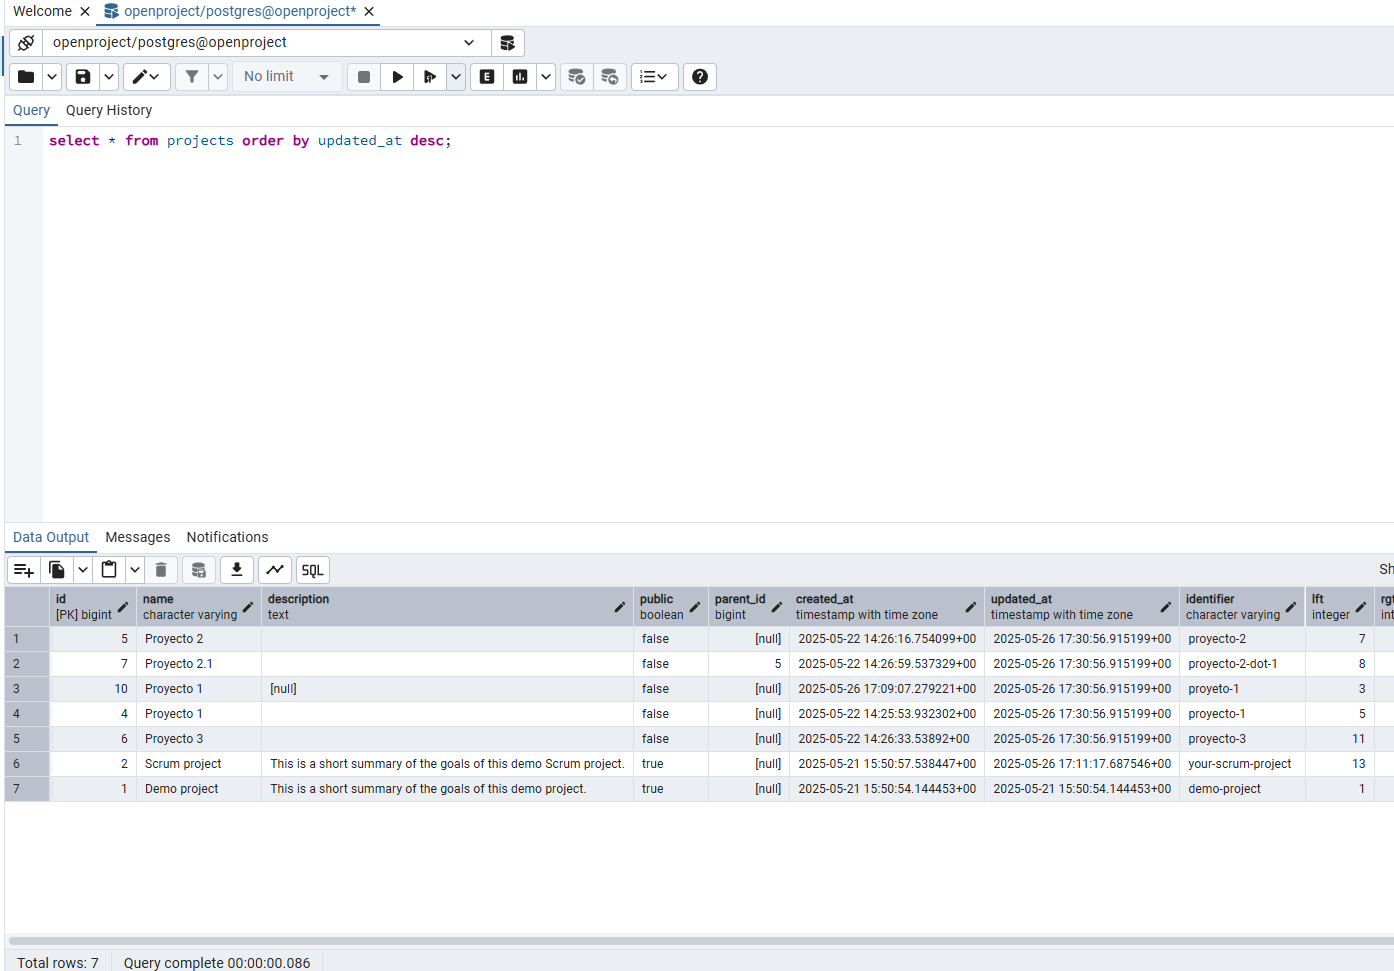 Welcome openproject/postgres@openproject*
openproject/postgres@openproject
No limit
Query Query History
1 select * from projects order by updated_at desc;
Data Output Messages Notifications
SQL Sh
id name description public parent_id created_at updated_at identifier lft rgt
[PK] bigint character varying text boolean bigint timestamp with time zone timestamp with time zone character varying integer int
1 5 Proyecto 2 false [null] 2025-05-22 14:26:16.754099+00 2025-05-26 17:30:56.915199+00 proyecto-2 7
2 7 Proyecto 2.1 false 5 2025-05-22 14:26:59.537329+00 2025-05-26 17:30:56.915199+00 proyecto-2-dot-1 8
3 10 Proyecto 1 [null] false [null] 2025-05-26 17:09:07.279221+00 2025-05-26 17:30:56.915199+00 proyeto-1 3
4 4 Proyecto 1 false [null] 2025-05-22 14:25:53.932302+00 2025-05-26 17:30:56.915199+00 proyecto-1 5
5 6 Proyecto 3 false [null] 2025-05-22 14:26:33.53892+00 2025-05-26 17:30:56.915199+00 proyecto-3 11
6 2 Scrum project This is a short summary of the goals of this demo Scrum project. true [null] 2025-05-21 15:50:57.538447+00 2025-05-26 17:11:17.687546+00 your-scrum-project 13
7 1 Demo project This is a short summary of the goals of this demo project. true [null] 2025-05-21 15:50:54.144453+00 2025-05-21 15:50:54.144453+00 demo-project 1
Total rows: 7 Query complete 00:00:00.086